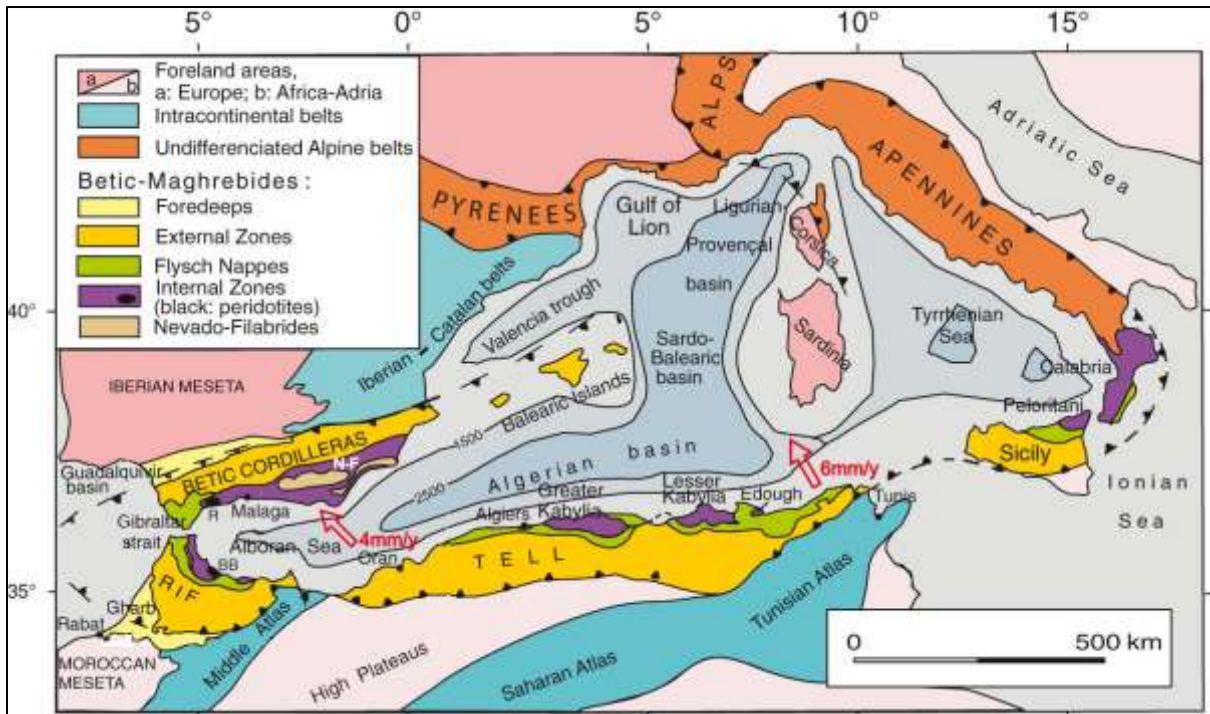 5°
0°
5°
10°
15°
a
b
Foreland areas,
a: Europe; b: Africa-Adria
Intracontinental belts
Undifferenciated Alpine belts
Betic-Maghrebides :
Foredeeps
External Zones
Flysch Nappes
Internal Zones
(black: peridotites)
Nevado-Filabrides
ALPS
APENNINES
Adriatic Sea
PYRENEES
Gulf of
Lion
Ligurian-
Provençal
basin
Corsica
40°
Iberian - Catalan belts
Valencia trough
Tyrrhenian
Sea
Sardinia
Sardo-
Balearic
basin
Calabria
IBERIAN MESETA
Balearic Islands
Peloritani
1500
BETIC CORDILLERAS
N-F
Sicily
Guadalquivir
basin
2500
Algerian basin
6mm/y
Ionian
Sea
R
Malaga
Greater
Kabylia
Lesser
Kabylia
Edough
Tunis
Gibraltar
strait
Algiers
4mm/y
Alboran Sea
Oran
TELL
BB
35°
RIF
Gharb
Rabat
Middle Atlas
Tunisian Atlas
MOROCCAN
MESETA
High Plateaus
Saharan Atlas
0
500 km